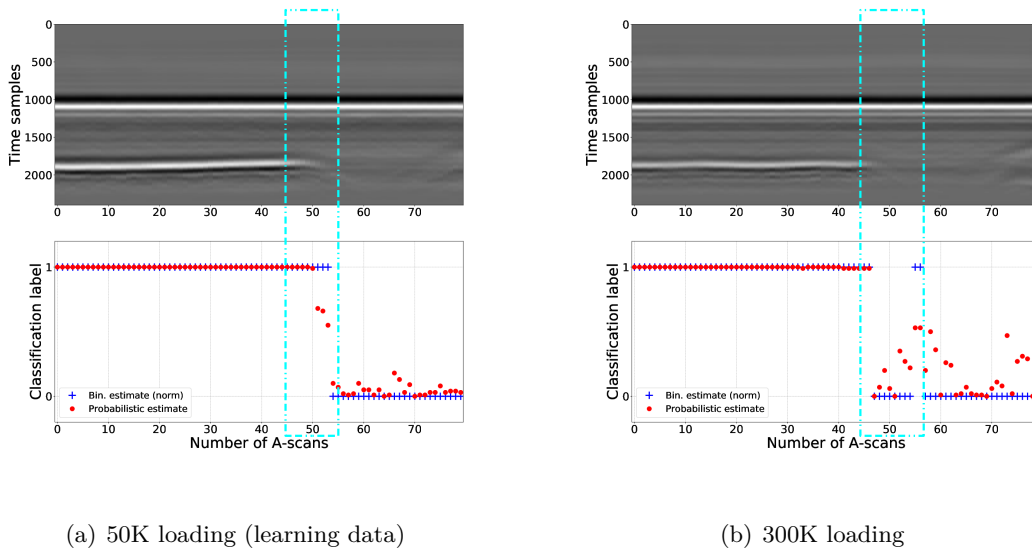 0
500
1000
1500
2000
Time samples
0 10 20 30 40 50 60 70
1
0
Classification label
Bin. estimate (norm)
Probabilistic estimate
0 10 20 30 40 50 60 70
Number of A-scans
(a) 50K loading (learning data)
0
500
1000
1500
2000
Time samples
0 10 20 30 40 50 60 70
1
0
Classification label
Bin. estimate (norm)
Probabilistic estimate
0 10 20 30 40 50 60 70
Number of A-scans
(b) 300K loading